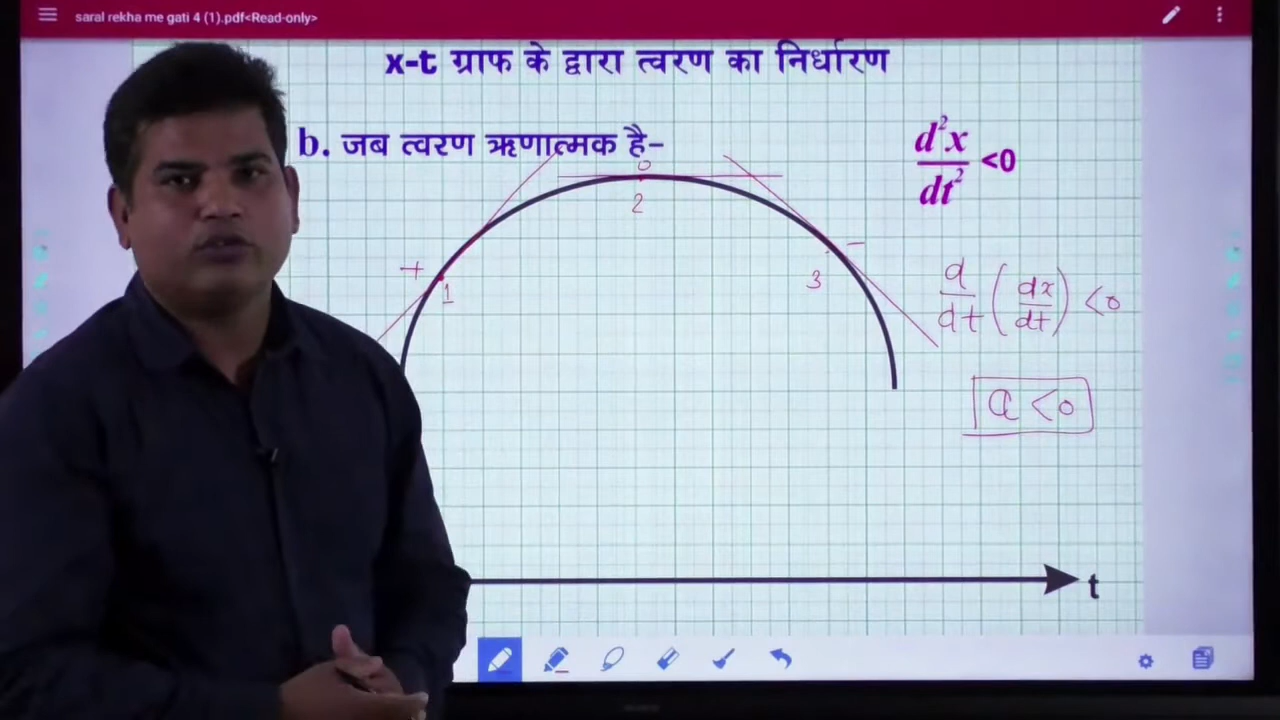 saral rekha me gati 4 (1).pdf<Read-only>
x-t ग्राफ के द्वारा त्वरण का निर्धारण
b. जब त्वरण ऋणात्मक है-
d²x/dt² <0
0
2
+
1
-
3
d/dt (dx/dt) <0
a <0
t